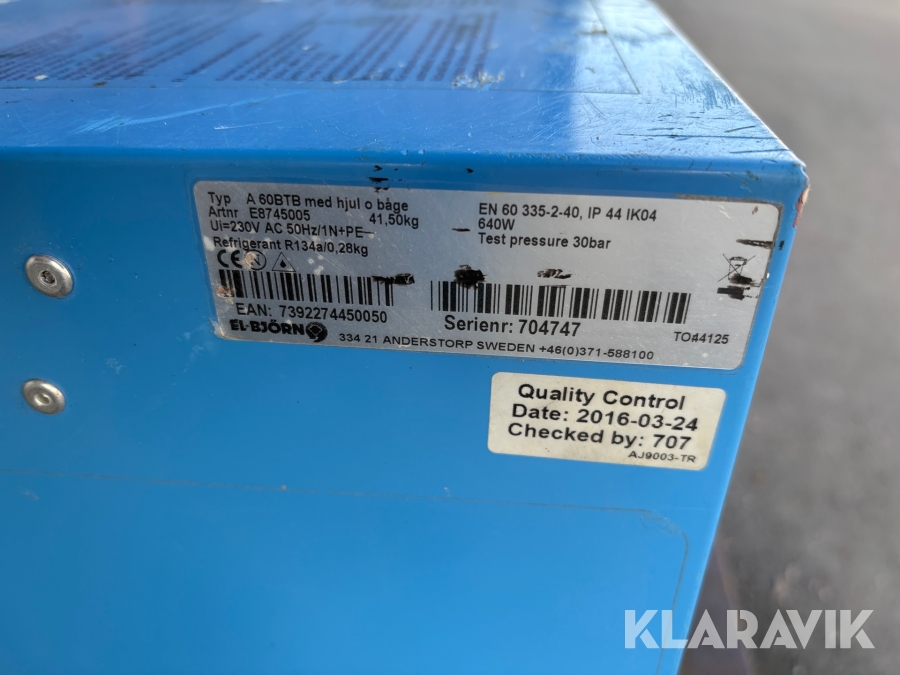 Typ A 60BTB med hjul o båge
Artnr E8745005 41,50kg
Ui=230V AC 50Hz/1N+PE~
Refrigerant R134a/0,28kg
EN 60 335-2-40, IP 44 IK04
640W
Test pressure 30bar
CE
EAN: 7392274450050
Serienr: 704747
TO44125
EL-BJÖRN
334 21 ANDERSTORP SWEDEN +46(0)371-588100
Quality Control
Date: 2016-03-24
Checked by: 707
AJ9003-TR
KLARAVIK